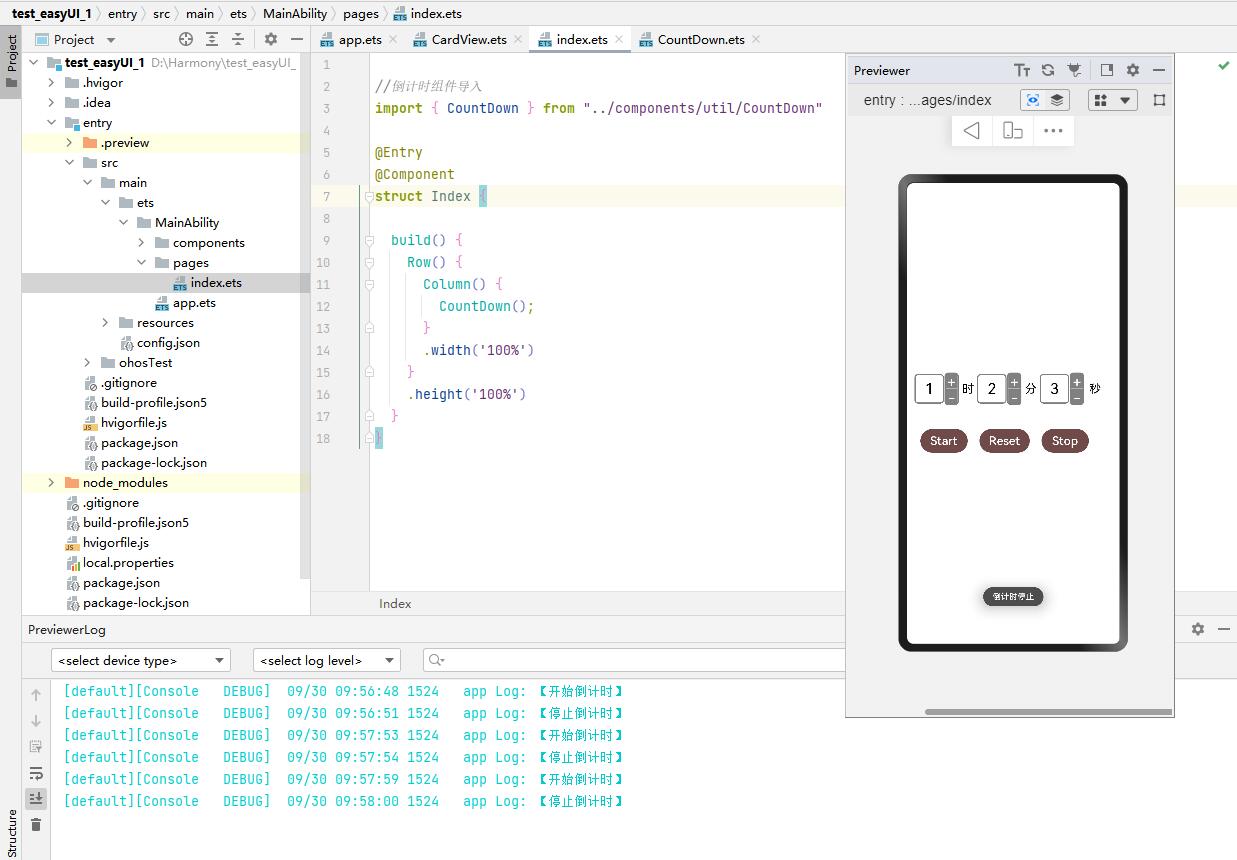 test_easyUI_1 entry src main ets MainAbility pages index.ets
Project
Project
app.ets CardView.ets index.ets CountDown.ets
test_easyUI_1 D:\Harmony\test_easyUI_
.hvigor
.idea
entry
.preview
src
main
ets
MainAbility
components
pages
index.ets
app.ets
resources
config.json
ohosTest
.gitignore
build-profile.json5
hvigorfile.js
package.json
package-lock.json
node_modules
.gitignore
build-profile.json5
hvigorfile.js
local.properties
package.json
package-lock.json
1
2 //倒计时组件导入
3 import { CountDown } from "../components/util/CountDown"
4
5 @Entry
6 @Component
7 struct Index {
8
9 build() {
10 Row() {
11 Column() {
12 CountDown();
13 }
14 .width('100%')
15 }
16 .height('100%')
17 }
18 }
Index
Previewer
entry : ...ages/index
1 + - 时 2 + - 分 3 + - 秒
Start Reset Stop
倒计时停止
PreviewerLog
<select device type> <select log level>
[default][Console DEBUG] 09/30 09:56:48 1524 app Log: 【开始倒计时】
[default][Console DEBUG] 09/30 09:56:51 1524 app Log: 【停止倒计时】
[default][Console DEBUG] 09/30 09:57:53 1524 app Log: 【开始倒计时】
[default][Console DEBUG] 09/30 09:57:54 1524 app Log: 【停止倒计时】
[default][Console DEBUG] 09/30 09:57:59 1524 app Log: 【开始倒计时】
[default][Console DEBUG] 09/30 09:58:00 1524 app Log: 【停止倒计时】
Structure